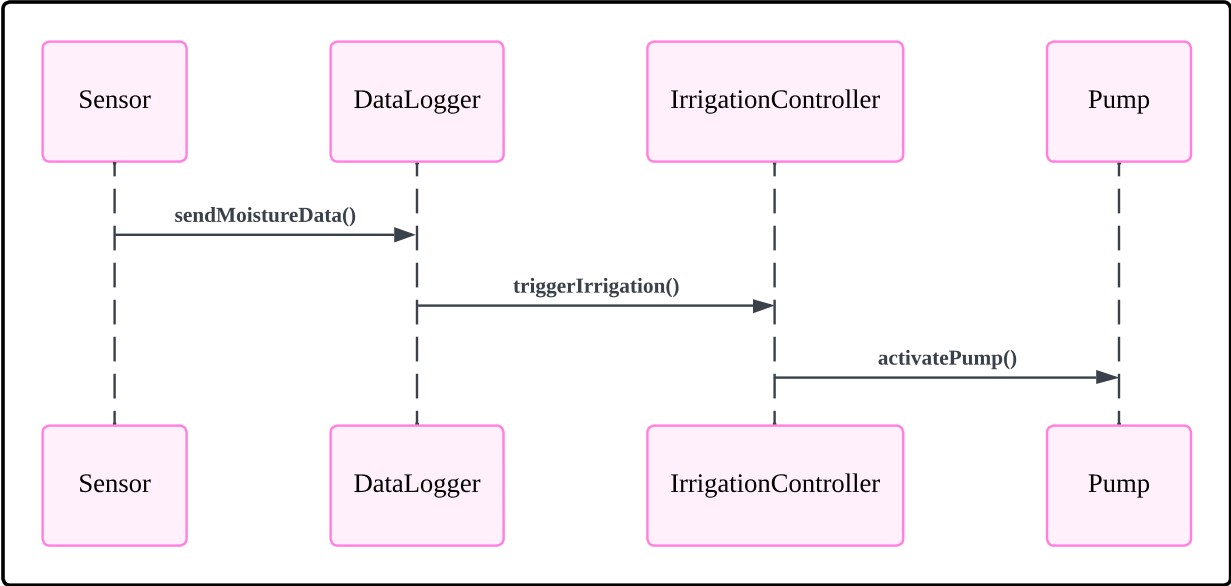 Sensor
DataLogger
IrrigationController
Pump
sendMoistureData()
triggerIrrigation()
activatePump()
Sensor
DataLogger
IrrigationController
Pump